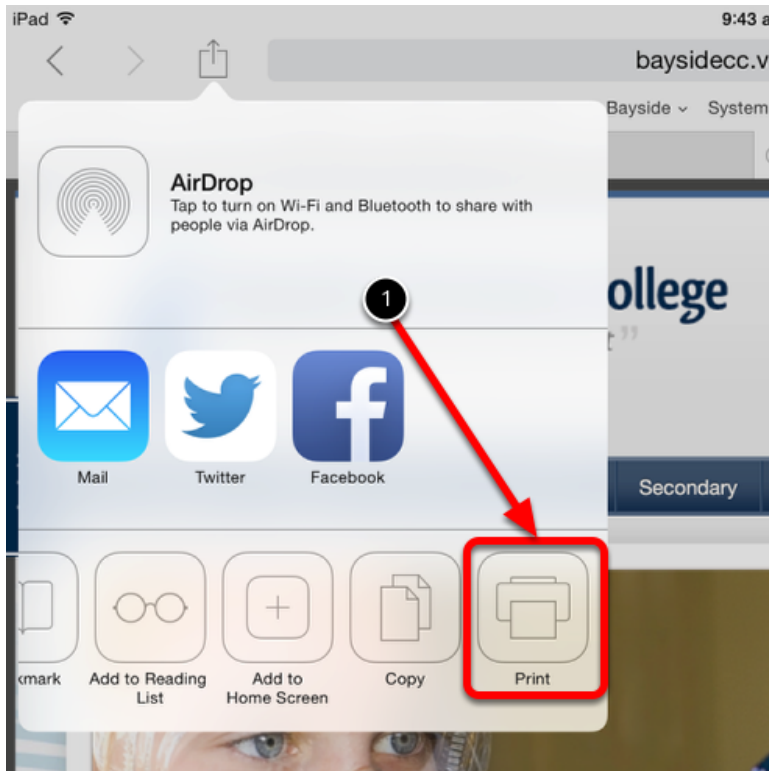 iPad 9:43 a
baysidecc.v
Bayside System
AirDrop
Tap to turn on Wi-Fi and Bluetooth to share with
people via AirDrop.
1
ollege
t”
Mail Twitter Facebook
Secondary
kmark Add to Reading List Add to Home Screen Copy Print